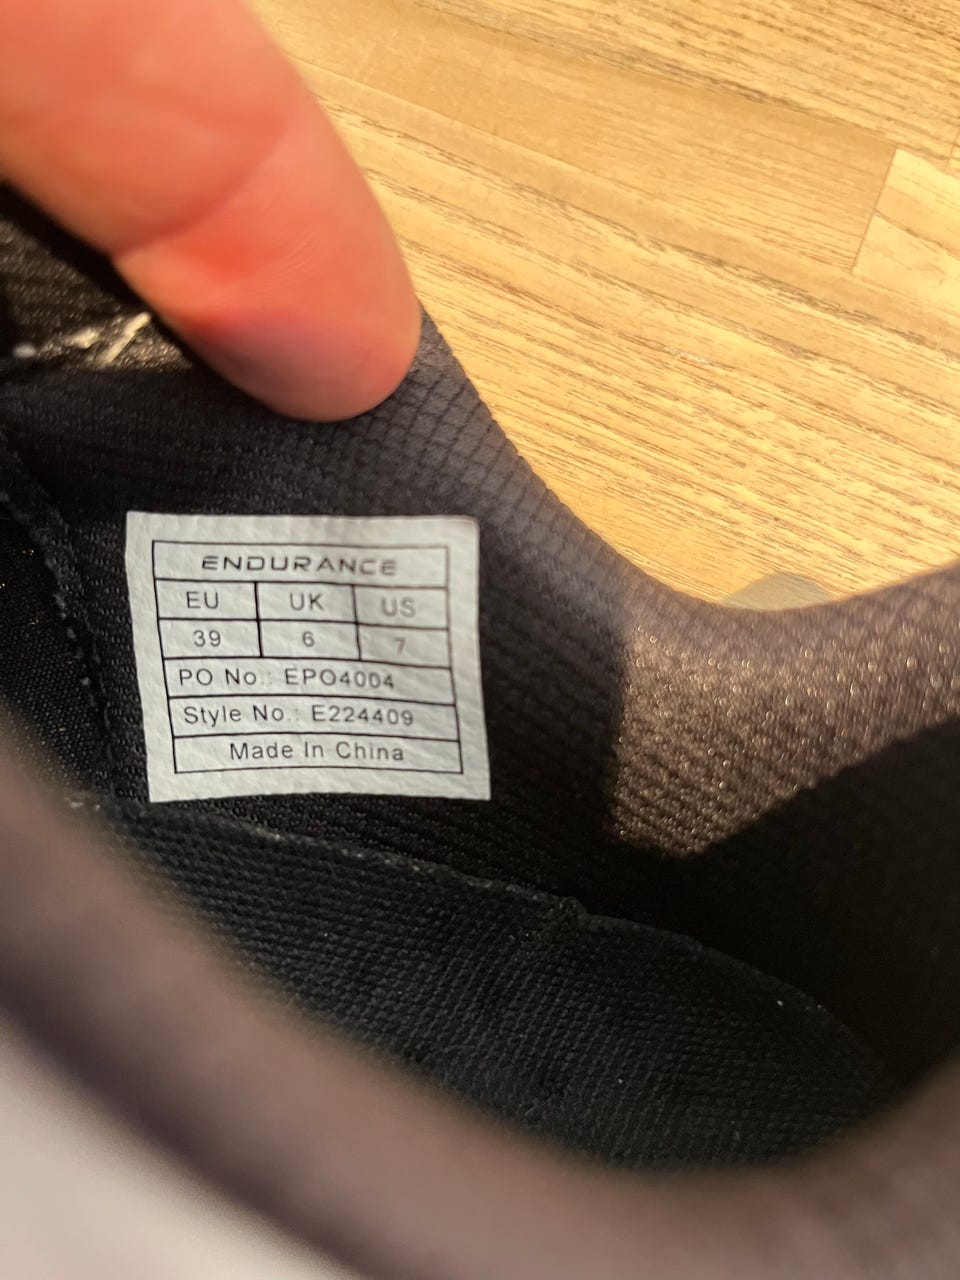 ENDURANCE
EU UK US
39 6 7
PO No.: EPO4004
Style No.: E224409
Made In China